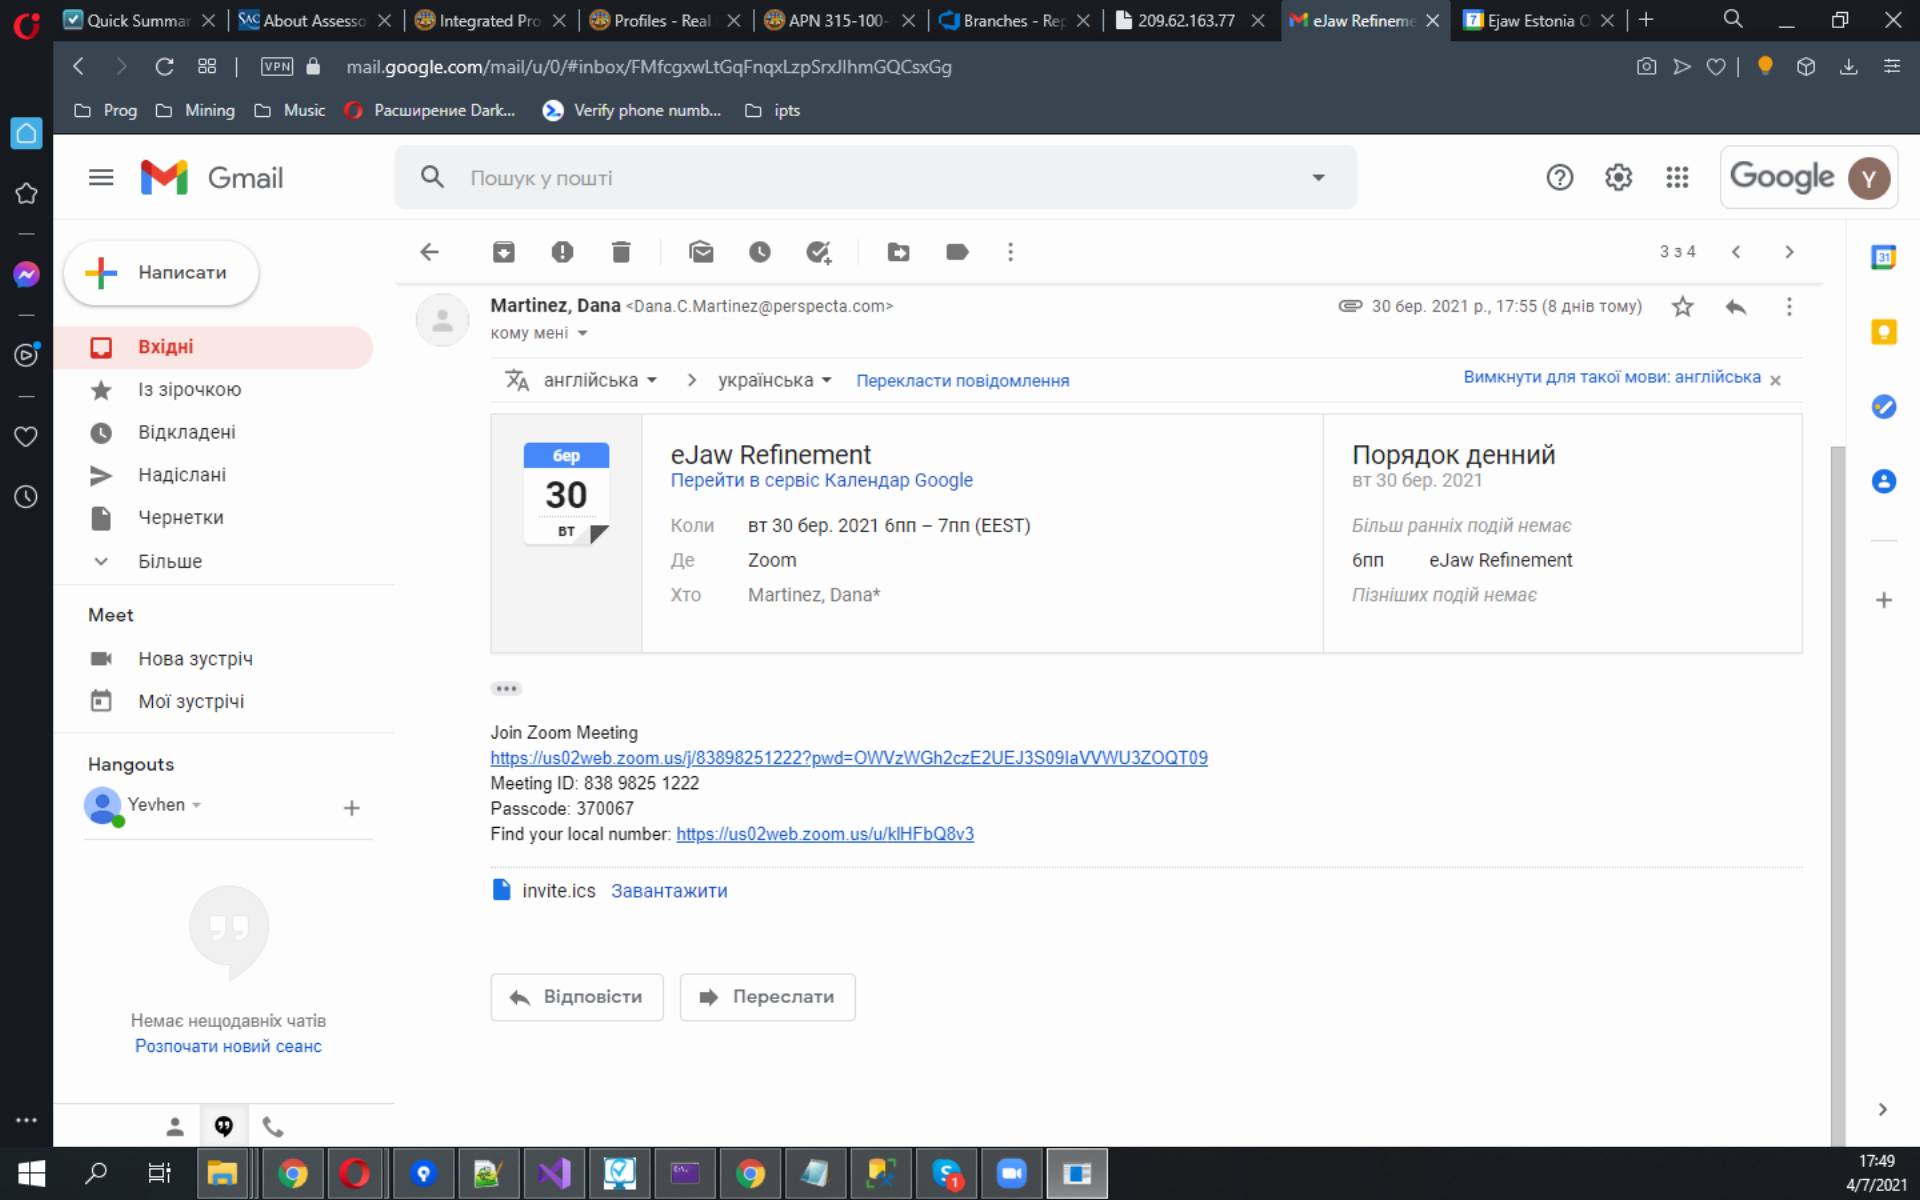 Quick Summar
About Assesso
Integrated Pro
Profiles - Real
APN 315-100-
Branches - Rep
209.62.163.77
eJaw Refineme
Ejaw Estonia O
VPN
mail.google.com/mail/u/0/#inbox/FMfcgxwLtGqFnqxLzpSrxJlhmGQCsxGg
Prog
Mining
Music
Расширение Dark...
Verify phone numb...
ipts
Gmail
Пошук у пошті
Google
Y
Написати
3 з 4
31
Martinez, Dana <Dana.C.Martinez@perspecta.com>
30 бер. 2021 р., 17:55 (8 днів тому)
кому мені
Вхідні
Із зірочкою
Відкладені
Надіслані
Чернетки
Більше
англійська
українська
Перекласти повідомлення
Вимкнути для такої мови: англійська
бер
30
вт
eJaw Refinement
Перейти в сервіс Календар Google
Коли вт 30 бер. 2021 6пп – 7пп (EEST)
Де Zoom
Хто Martinez, Dana*
Порядок денний
вт 30 бер. 2021
Більш ранніх подій немає
6пп eJaw Refinement
Пізніших подій немає
Meet
Нова зустріч
Мої зустрічі
Hangouts
Yevhen
Немає нещодавніх чатів
Розпочати новий сеанс
Join Zoom Meeting
https://us02web.zoom.us/j/83898251222?pwd=OWVzWGh2czE2UEJ3S09IaVVWU3ZOQT09
Meeting ID: 838 9825 1222
Passcode: 370067
Find your local number: https://us02web.zoom.us/u/klHFbQ8v3
invite.ics Завантажити
Відповісти
Переслати
17:49
4/7/2021